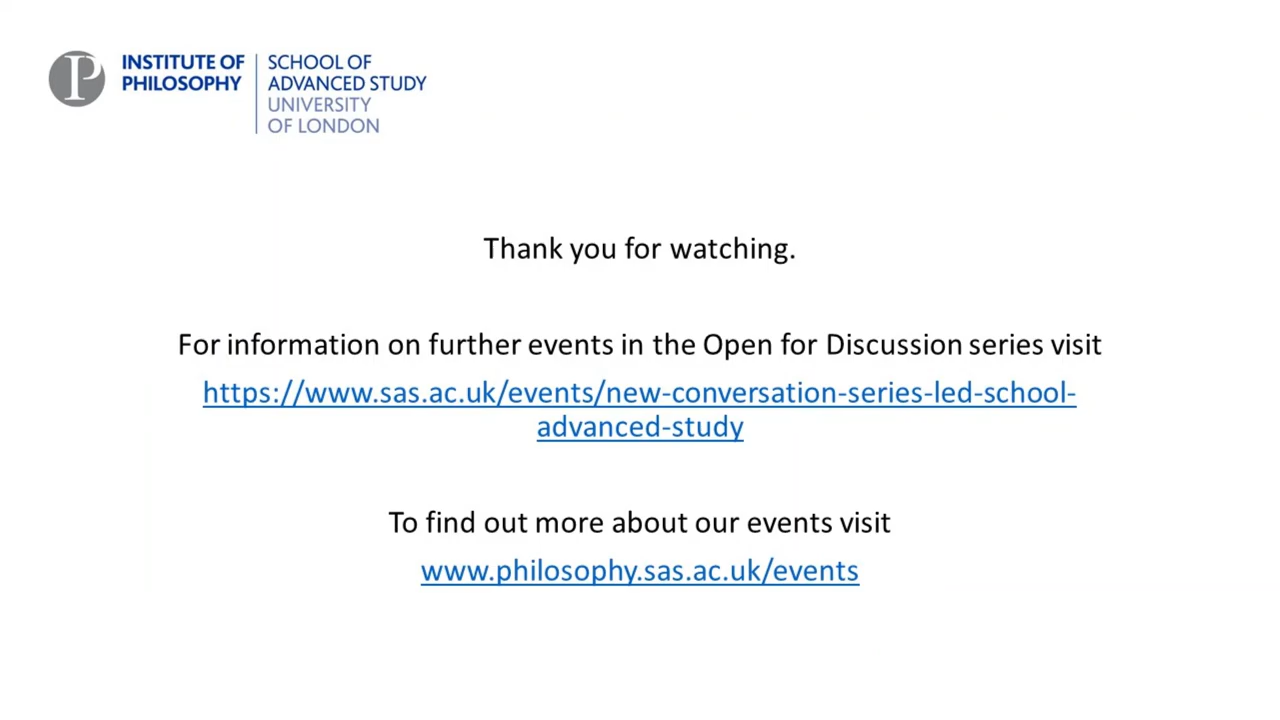 INSTITUTE OF
PHILOSOPHY
SCHOOL OF
ADVANCED STUDY
UNIVERSITY
OF LONDON
Thank you for watching.
For information on further events in the Open for Discussion series visit
https://www.sas.ac.uk/events/new-conversation-series-led-school-
advanced-study
To find out more about our events visit
www.philosophy.sas.ac.uk/events